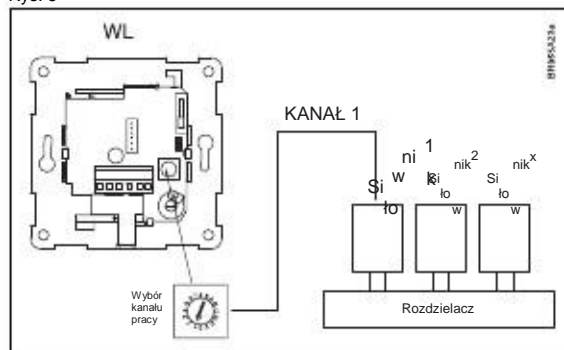 WL
KANAŁ 1
Siłownik 1
Siłownik 2
Siłownik x
Wybór
kanału
pracy
Rozdzielacz